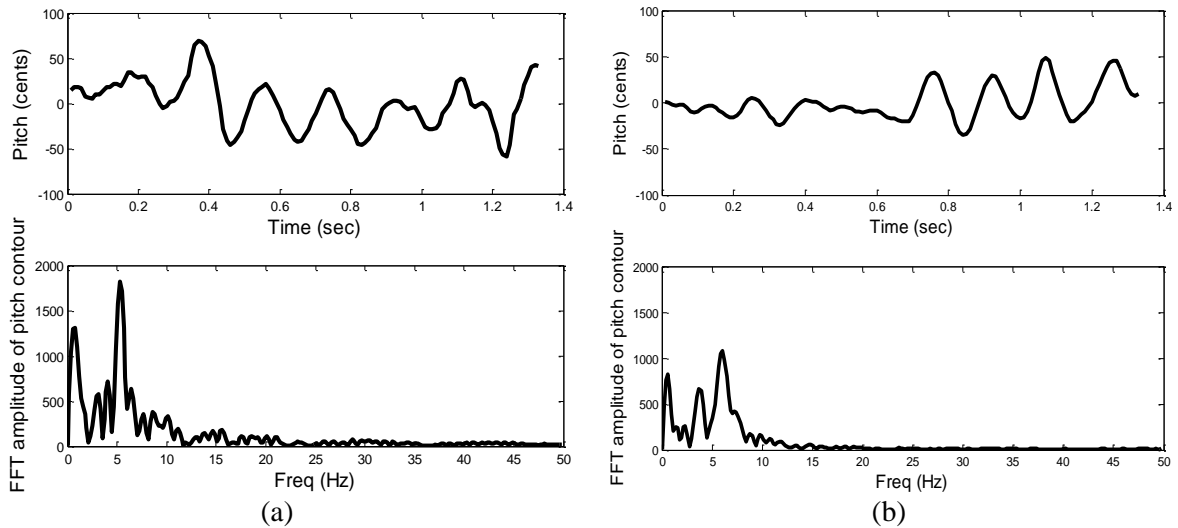 100
50
0
-50
-100
Pitch (cents)
0 0.2 0.4 0.6 0.8 1 1.2 1.4
Time (sec)
2000
1500
1000
500
0
FFT amplitude of pitch contour
0 5 10 15 20 25 30 35 40 45 50
Freq (Hz)
(a)
100
50
0
-50
-100
Pitch (cents)
0 0.2 0.4 0.6 0.8 1 1.2 1.4
Time (sec)
2000
1500
1000
500
0
FFT amplitude of pitch contour
0 5 10 15 20 25 30 35 40 45 50
Freq (Hz)
(b)